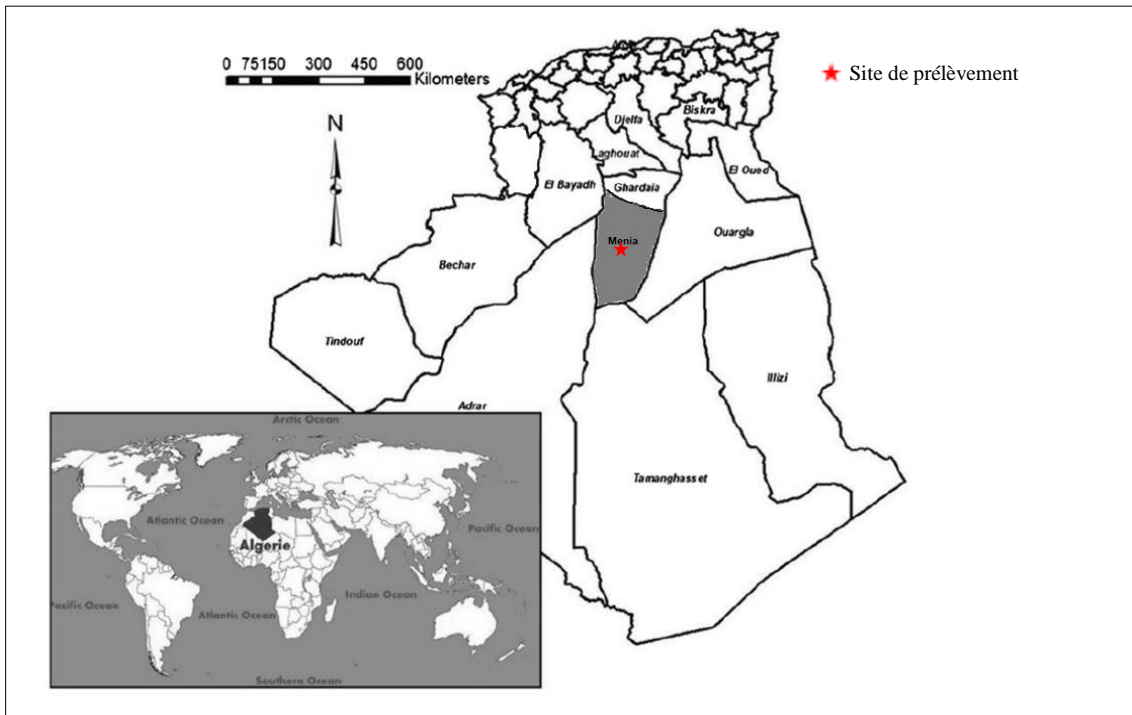 0 75 150 300 450 600
Kilometers
Site de prélèvement
N
Djelfa
Biskra
aghouat
El Oued
El Bayadh
Ghardaia
Menia
Ouargla
Bechar
Tindouf
Illizi
Adrar
Tamanghasset
Arctic Ocean
Atlantic Ocean
Pacific Ocean
Algerie
Indian Ocean
Pacific Ocean
Atlantic Ocean
Southern Ocean